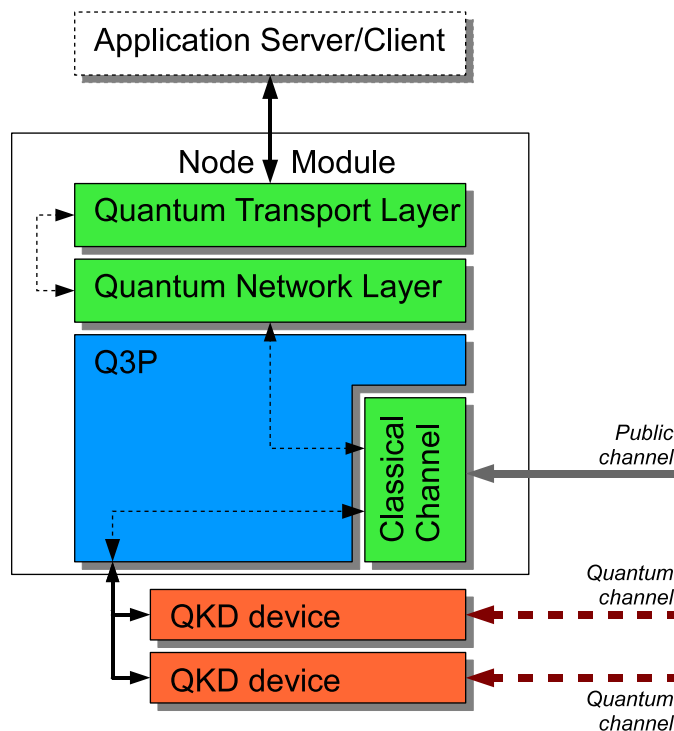 Application Server/Client
Node Module
Quantum Transport Layer
Quantum Network Layer
Q3P
Classical
Channel
Public
channel
Quantum
channel
QKD device
QKD device
Quantum
channel